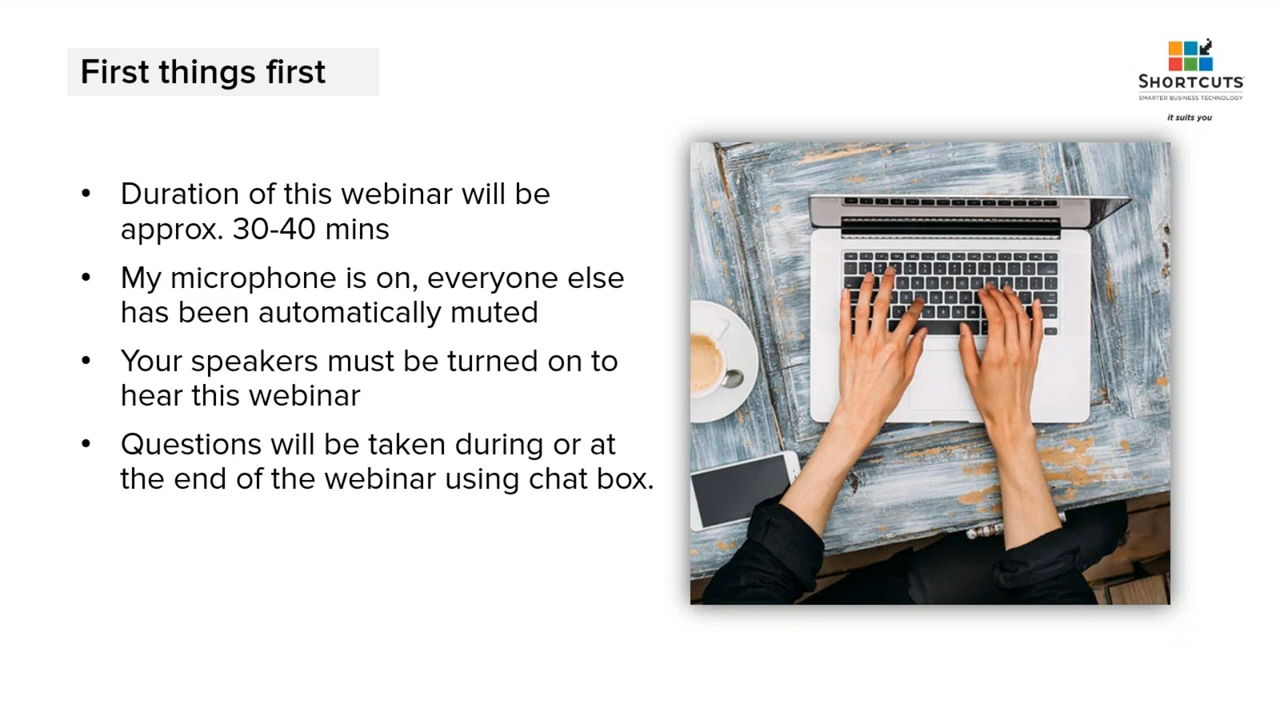 First things first
SHORTCUTS
SMARTER BUSINESS TECHNOLOGY
it suits you
• Duration of this webinar will be
approx. 30-40 mins
• My microphone is on, everyone else
has been automatically muted
• Your speakers must be turned on to
hear this webinar
• Questions will be taken during or at
the end of the webinar using chat box.